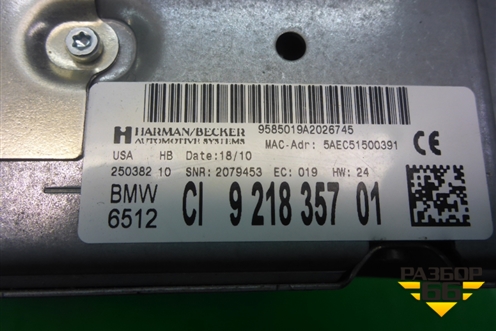 9585019A2026745
HARMAN/BECKER
AUTOMOTIVE SYSTEMS
MAC-Adr: 5AEC51500391
USA HB Date:18/10
250382 10 SNR: 2079453 EC: 019 HW: 24
BMW
6512 CI 9 218 357 01
CE
РАЗБОР
66